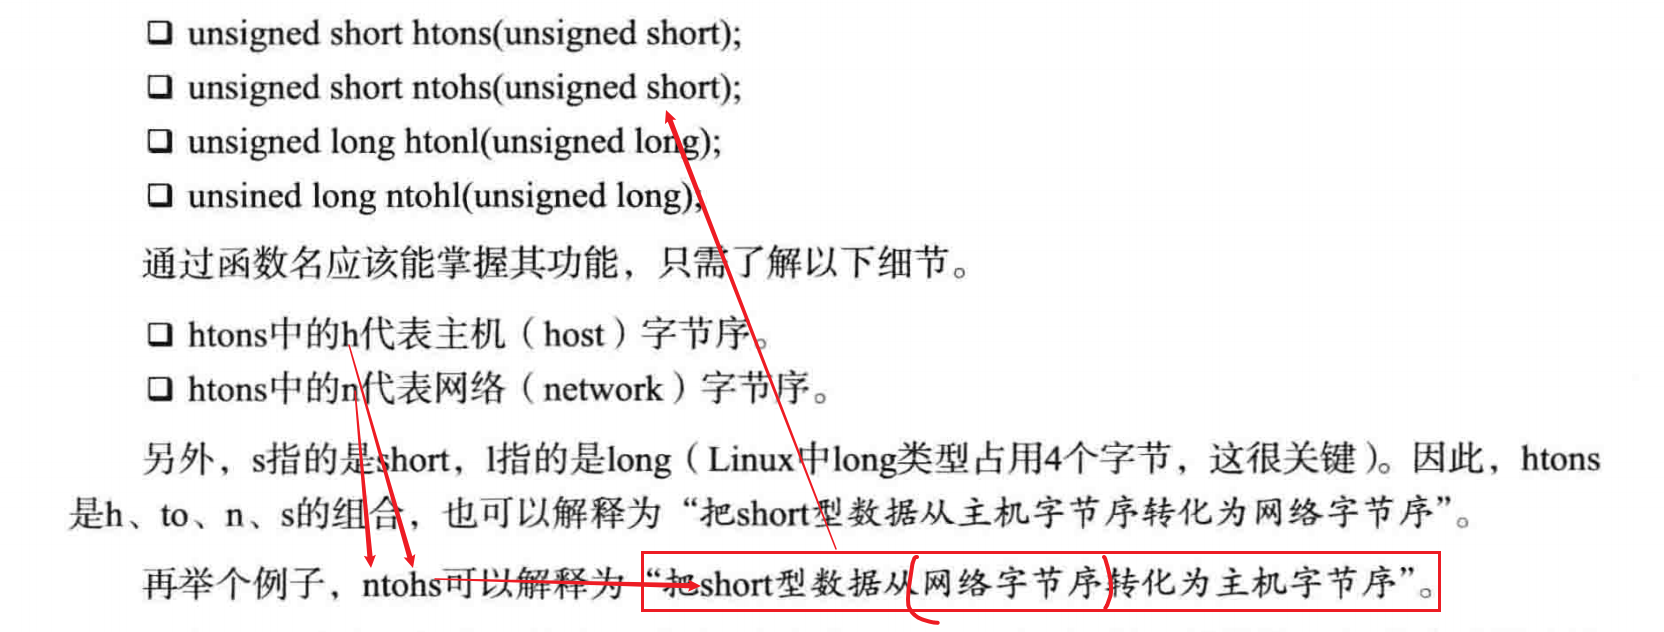 ❏ unsigned short htons(unsigned short);
❏ unsigned short ntohs(unsigned short);
❏ unsigned long htonl(unsigned long);
❏ unsined long ntohl(unsigned long);
通过函数名应该能掌握其功能，只需了解以下细节。
❏ htons中的h代表主机（host）字节序。
❏ htons中的n代表网络（network）字节序。
另外，s指的是short，l指的是long（Linux中long类型占用4个字节，这很关键）。因此，htons
是h、to、n、s的组合，也可以解释为“把short型数据从主机字节序转化为网络字节序”。
再举个例子，ntohs可以解释为“把short型数据从网络字节序转化为主机字节序”。